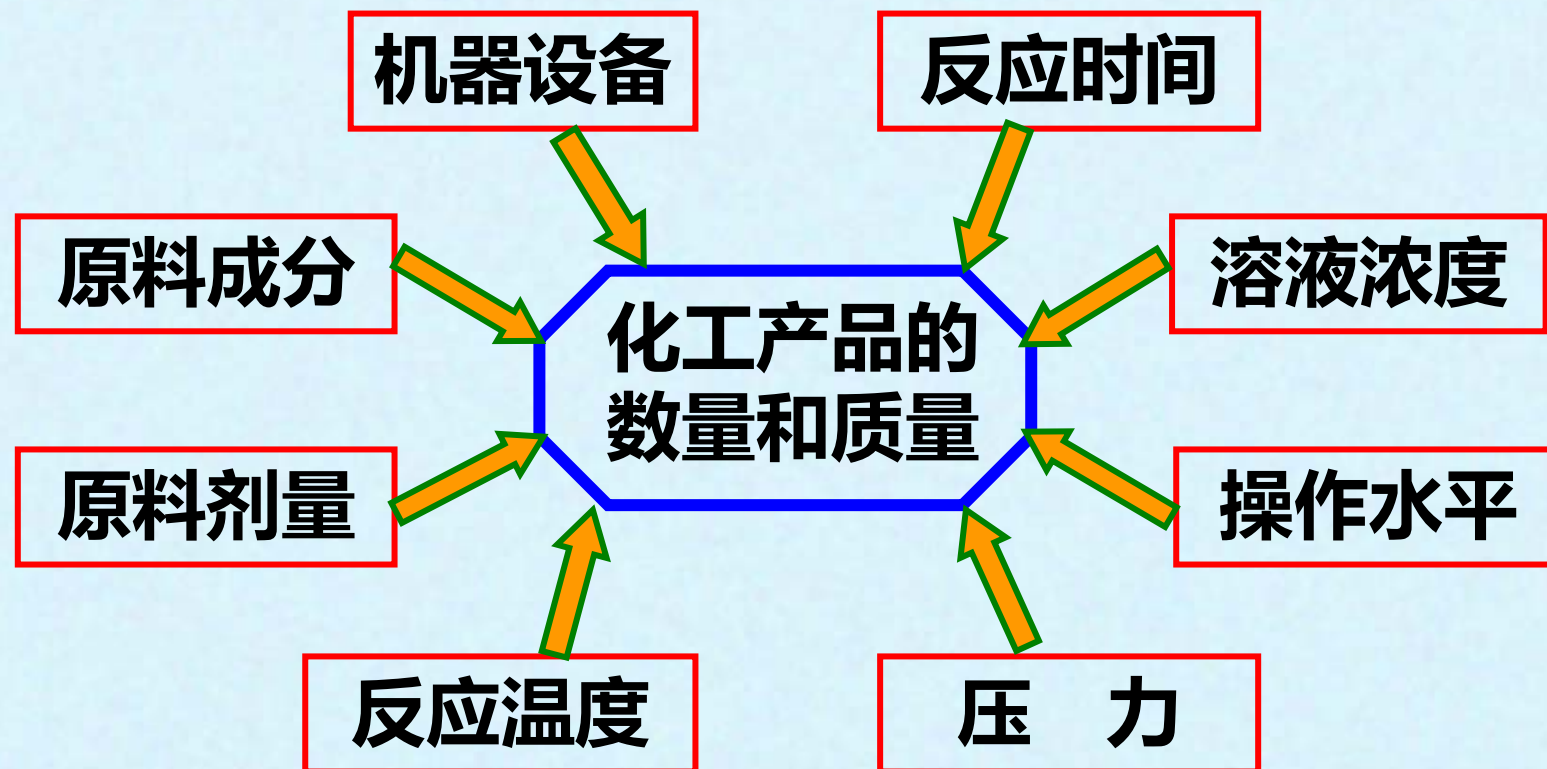 机器设备
反应时间
原料成分
溶液浓度
化工产品的
数量和质量
原料剂量
操作水平
反应温度
压 力